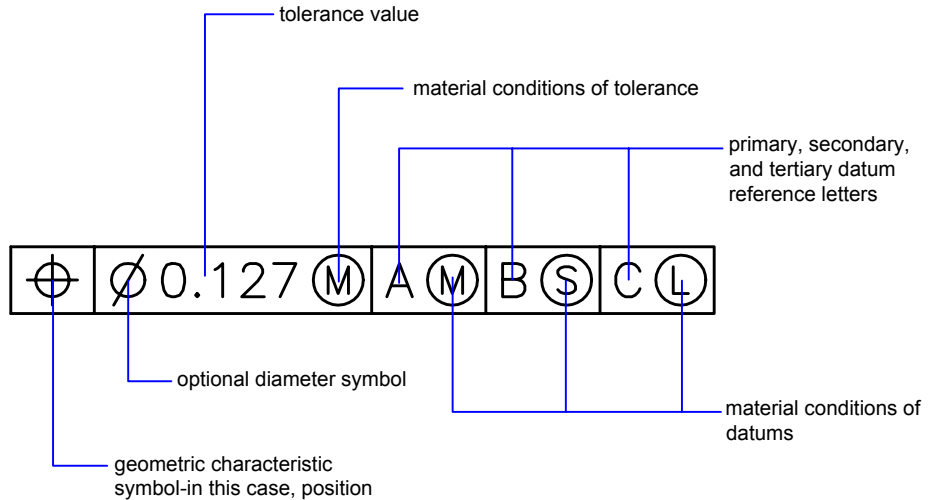 tolerance value
material conditions of tolerance
primary, secondary,
and tertiary datum
reference letters
⌖ ⌀0.127 Ⓜ A Ⓜ B Ⓢ C Ⓛ
optional diameter symbol
material conditions of
datums
geometric characteristic
symbol-in this case, position